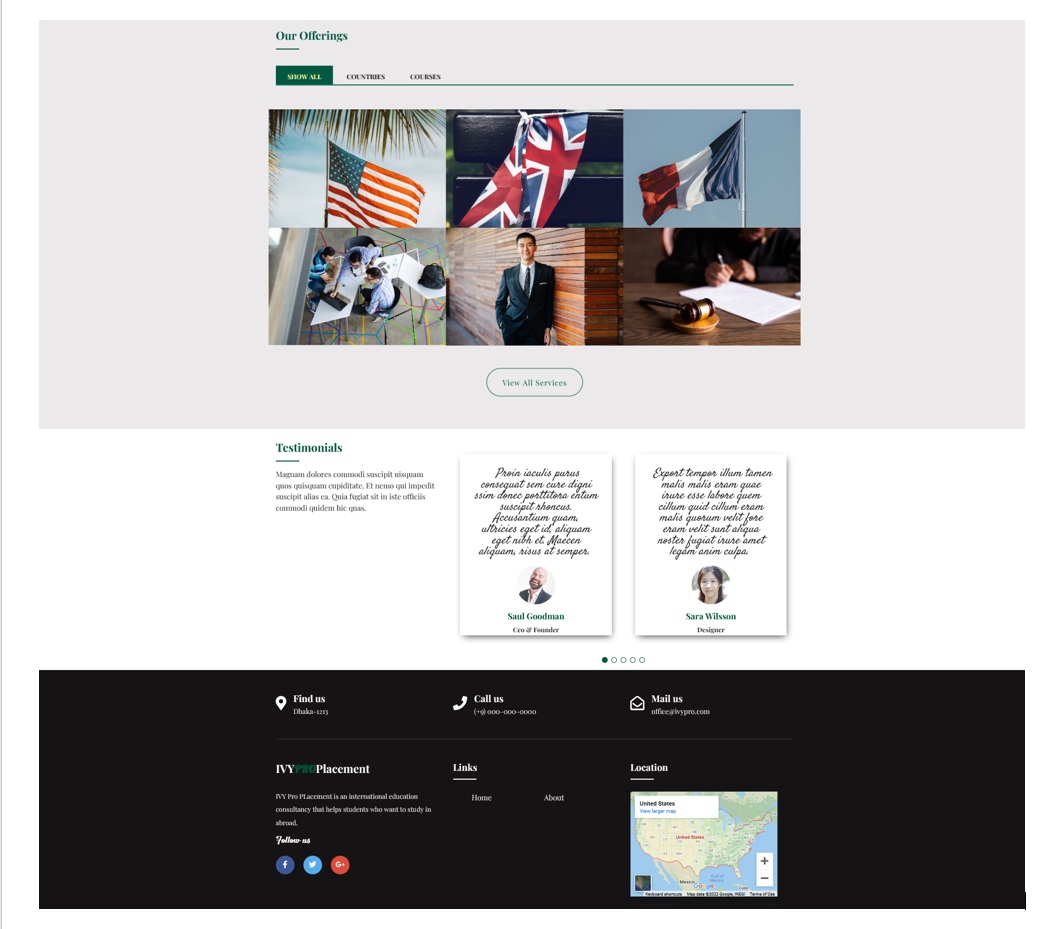 Our Offerings
SHOW ALL COUNTRIES COURSES
View All Services
Testimonials
Magnam dolores commodi suscipit uisquam
quos quisquam cupiditate. Et nemo qui impedit
suscipit alias ea. Quia fugiat sit in iste officiis
commodi quidem hic quas.
Proin iaculis purus
consequat sem cure digni
ssim donec porttitora entum
suscipit rhoncus.
Accusantium quam,
ultricies eget id, aliquam
eget nibh et. Maecen
aliquam, risus at semper.
Saul Goodman
Ceo & Founder
Export tempor illum tamen
malis malis eram quae
irure esse labore quem
cillum quid cillum eram
malis quorum velit fore
eram velit sunt aliqua
noster fugiat irure amet
legam anim culpa.
Sara Wilsson
Designer
Find us
Dhaka-1213
Call us
(+9) 000-000-0000
Mail us
office@ivypro.com
IVYPROPlacement
IVY Pro PLacement is an international education
consultancy that helps students who want to study in
abroad.
Follow us
Links
Home About
Location
United States
View larger map
United States
Mexico
Gulf of
Mexico
Google
Keyboard shortcuts Map data ©2022 Google, INEGI Terms of Use